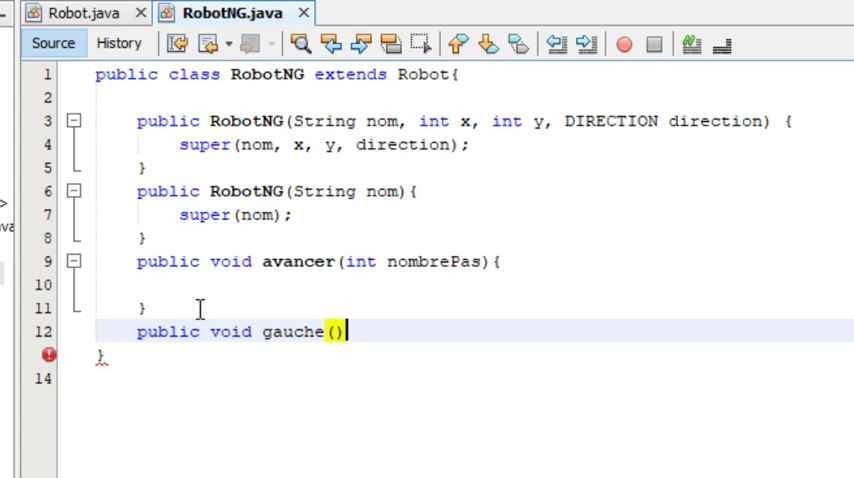 Robot.java RobotNG.java
Source History
1 public class RobotNG extends Robot{
2
3 public RobotNG(String nom, int x, int y, DIRECTION direction) {
4 super(nom, x, y, direction);
5 }
6 public RobotNG(String nom){
7 super(nom);
8 }
9 public void avancer(int nombrePas){
10
11 }
12 public void gauche()
}
14
>